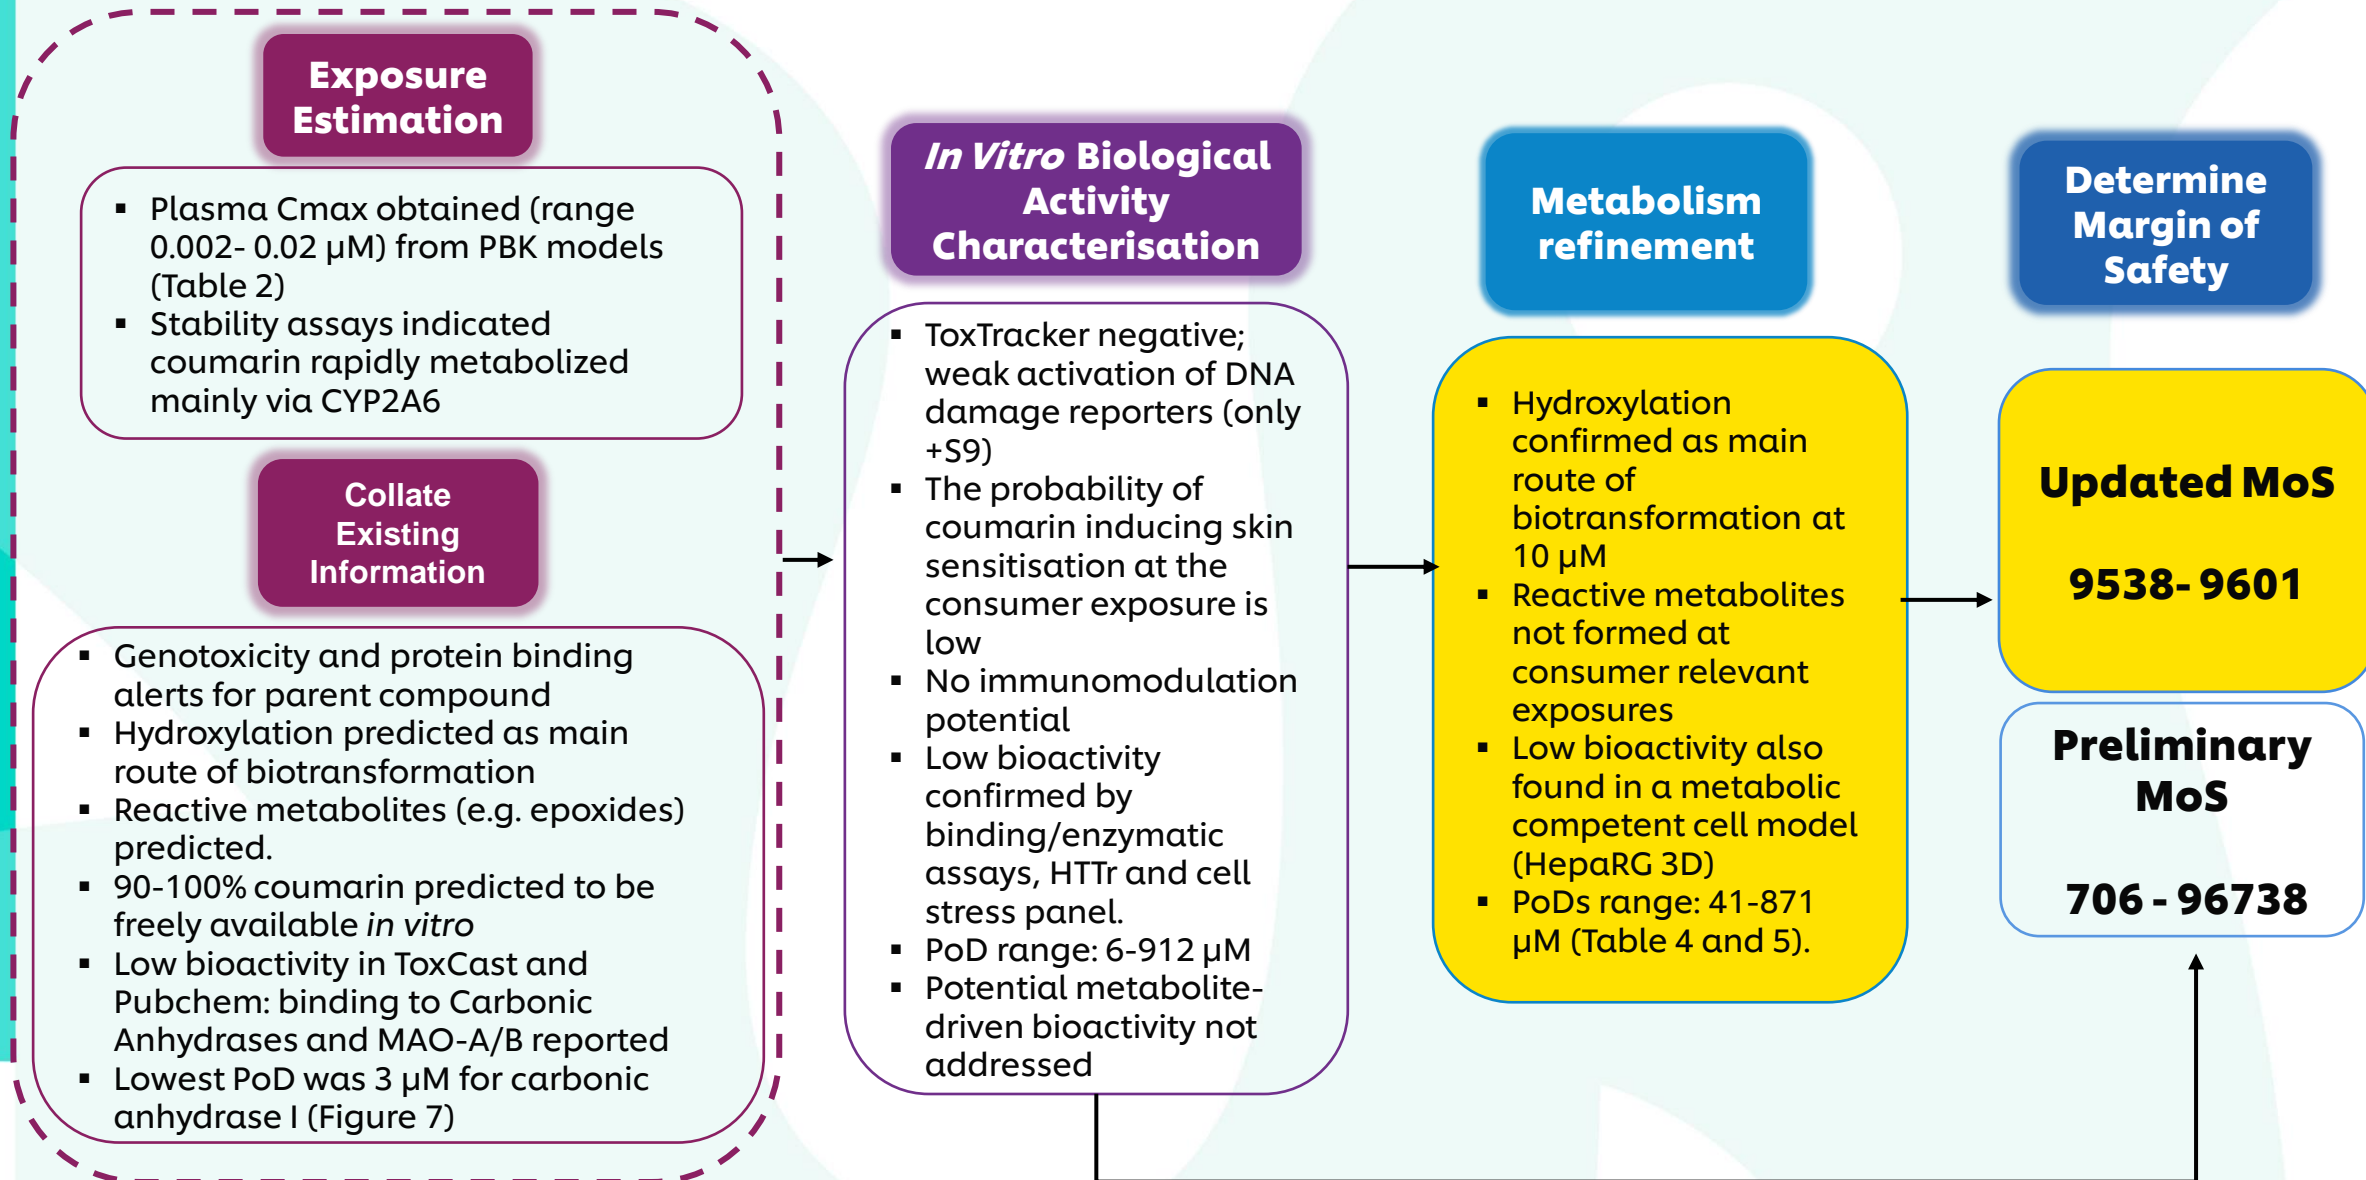 Exposure
Estimation
▪ Plasma Cmax obtained (range
0.002- 0.02 µM) from PBK models
(Table 2)
▪ Stability assays indicated
coumarin rapidly metabolized
mainly via CYP2A6
Collate
Existing
Information
▪ Genotoxicity and protein binding
alerts for parent compound
▪ Hydroxylation predicted as main
route of biotransformation
▪ Reactive metabolites (e.g. epoxides)
predicted.
▪ 90-100% coumarin predicted to be
freely available in vitro
▪ Low bioactivity in ToxCast and
Pubchem: binding to Carbonic
Anhydrases and MAO-A/B reported
▪ Lowest PoD was 3 µM for carbonic
anhydrase I (Figure 7)
In Vitro Biological
Activity
Characterisation
▪ ToxTracker negative;
weak activation of DNA
damage reporters (only
+S9)
▪ The probability of
coumarin inducing skin
sensitisation at the
consumer exposure is
low
▪ No immunomodulation
potential
▪ Low bioactivity
confirmed by
binding/enzymatic
assays, HTTr and cell
stress panel.
▪ PoD range: 6-912 µM
▪ Potential metabolite-
driven bioactivity not
addressed
Metabolism
refinement
▪ Hydroxylation
confirmed as main
route of
biotransformation at
10 µM
▪ Reactive metabolites
not formed at
consumer relevant
exposures
▪ Low bioactivity also
found in a metabolic
competent cell model
(HepaRG 3D)
▪ PoDs range: 41-871
µM (Table 4 and 5).
Determine
Margin of
Safety
Updated MoS
9538- 9601
Preliminary
MoS
706 - 96738